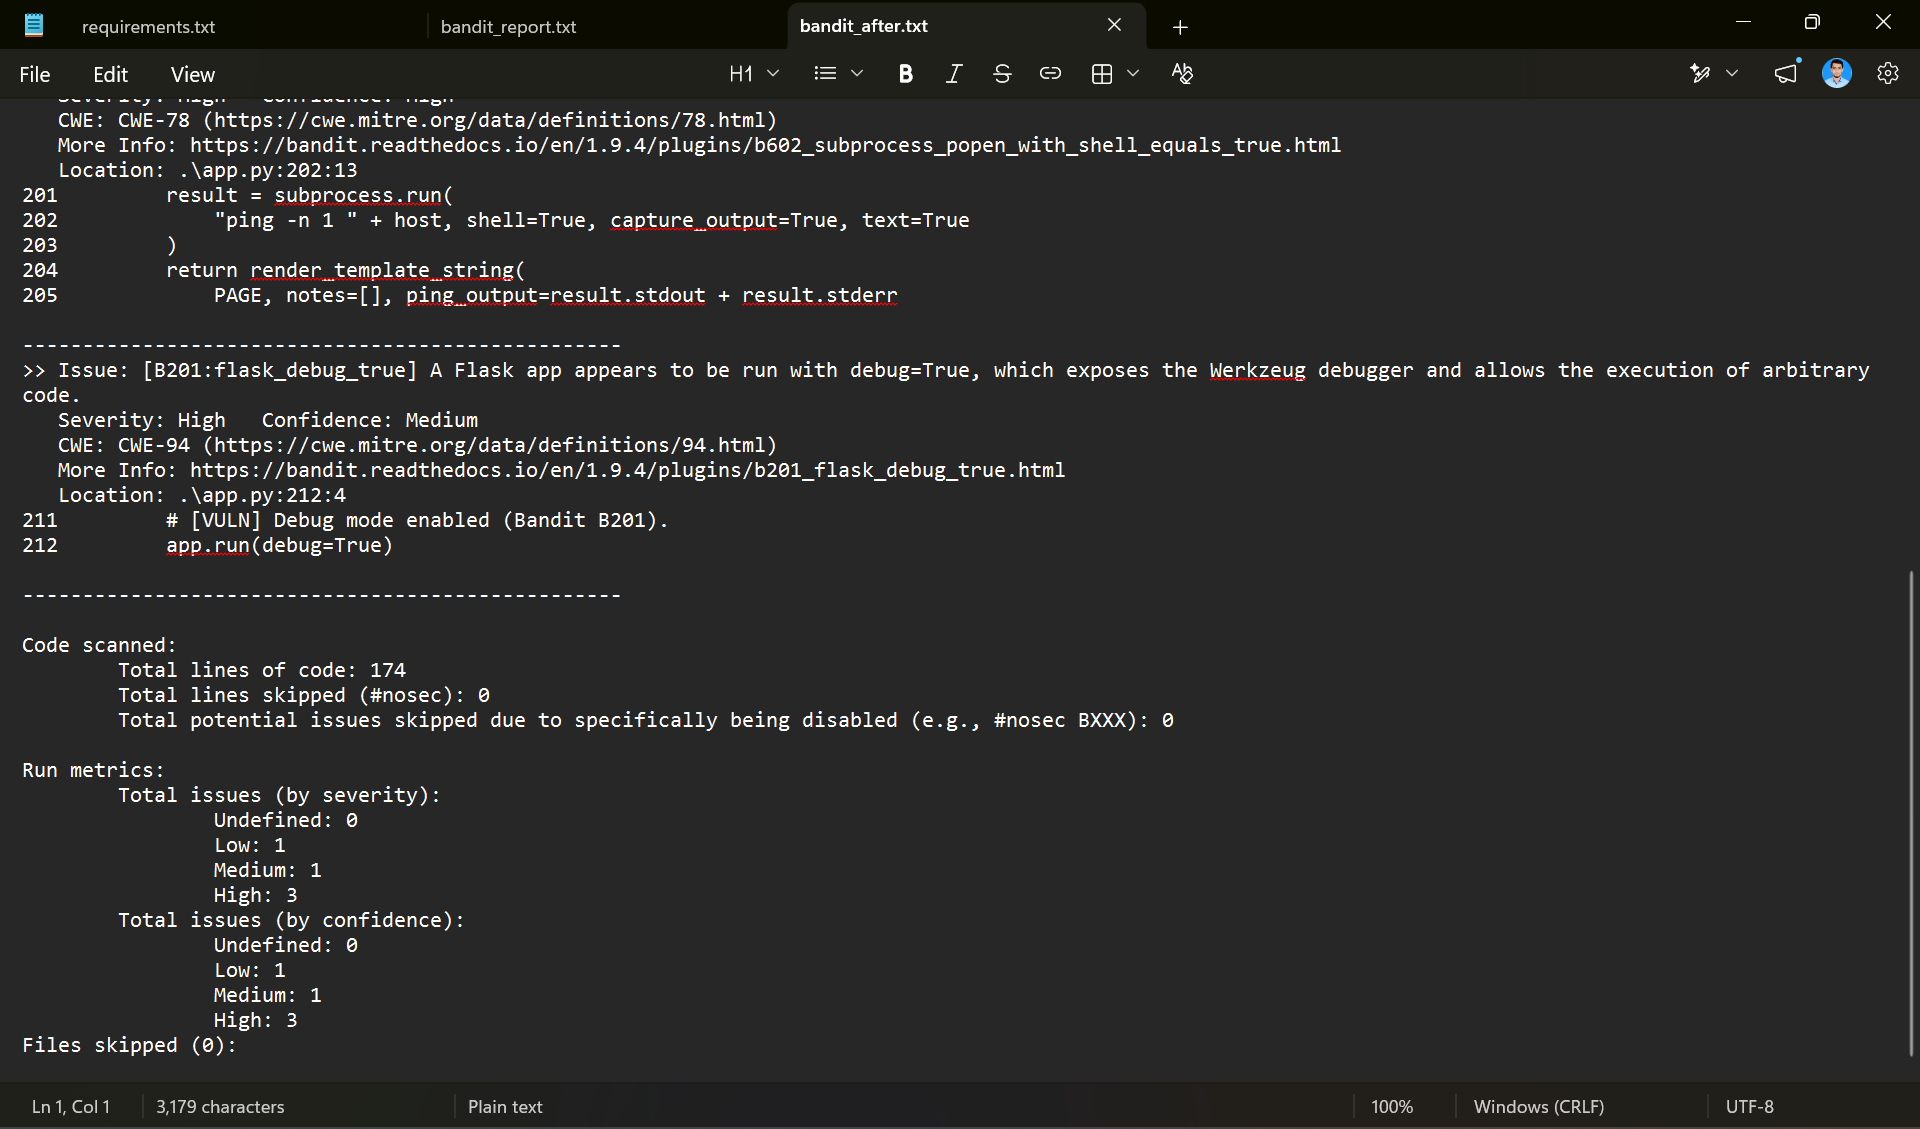 requirements.txt
bandit_report.txt
bandit_after.txt
File Edit View
H1
Severity: High   Confidence: High
CWE: CWE-78 (https://cwe.mitre.org/data/definitions/78.html)
More Info: https://bandit.readthedocs.io/en/1.9.4/plugins/b602_subprocess_popen_with_shell_equals_true.html
Location: .\app.py:202:13
201         result = subprocess.run(
202             "ping -n 1 " + host, shell=True, capture_output=True, text=True
203         )
204         return render_template_string(
205             PAGE, notes=[], ping_output=result.stdout + result.stderr
--------------------------------------------------
>> Issue: [B201:flask_debug_true] A Flask app appears to be run with debug=True, which exposes the Werkzeug debugger and allows the execution of arbitrary
code.
Severity: High   Confidence: Medium
CWE: CWE-94 (https://cwe.mitre.org/data/definitions/94.html)
More Info: https://bandit.readthedocs.io/en/1.9.4/plugins/b201_flask_debug_true.html
Location: .\app.py:212:4
211         # [VULN] Debug mode enabled (Bandit B201).
212         app.run(debug=True)
--------------------------------------------------
Code scanned:
Total lines of code: 174
Total lines skipped (#nosec): 0
Total potential issues skipped due to specifically being disabled (e.g., #nosec BXXX): 0
Run metrics:
Total issues (by severity):
Undefined: 0
Low: 1
Medium: 1
High: 3
Total issues (by confidence):
Undefined: 0
Low: 1
Medium: 1
High: 3
Files skipped (0):
Ln 1, Col 1
3,179 characters
Plain text
100%
Windows (CRLF)
UTF-8